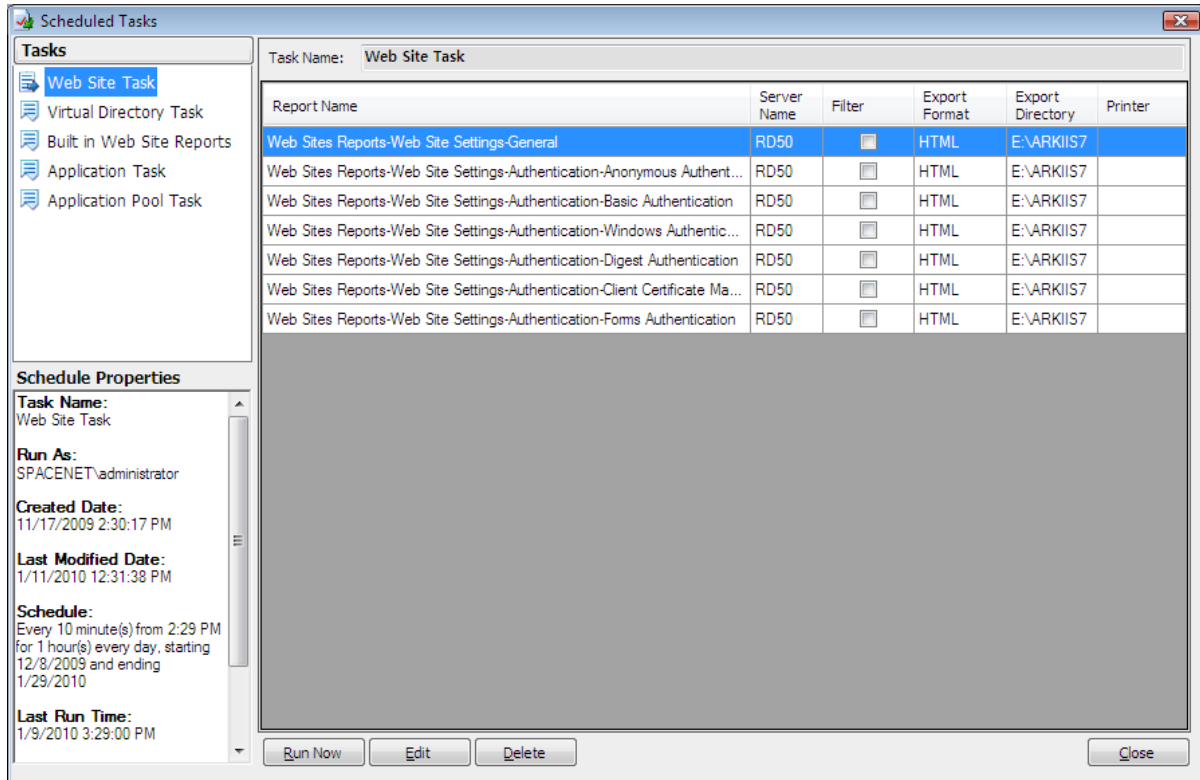 Scheduled Tasks
Tasks
Web Site Task
Virtual Directory Task
Built in Web Site Reports
Application Task
Application Pool Task
Schedule Properties
Task Name:
Web Site Task
Run As:
SPACENET\administrator
Created Date:
11/17/2009 2:30:17 PM
Last Modified Date:
1/11/2010 12:31:38 PM
Schedule:
Every 10 minute(s) from 2:29 PM
for 1 hour(s) every day, starting
12/8/2009 and ending
1/29/2010
Last Run Time:
1/9/2010 3:29:00 PM
Task Name: Web Site Task
Report Name Server Name Filter Export Format Export Directory Printer
Web Sites Reports-Web Site Settings-General RD50 HTML E:\ARKIIS7
Web Sites Reports-Web Site Settings-Authentication-Anonymous Authent... RD50 HTML E:\ARKIIS7
Web Sites Reports-Web Site Settings-Authentication-Basic Authentication RD50 HTML E:\ARKIIS7
Web Sites Reports-Web Site Settings-Authentication-Windows Authentic... RD50 HTML E:\ARKIIS7
Web Sites Reports-Web Site Settings-Authentication-Digest Authentication RD50 HTML E:\ARKIIS7
Web Sites Reports-Web Site Settings-Authentication-Client Certificate Ma... RD50 HTML E:\ARKIIS7
Web Sites Reports-Web Site Settings-Authentication-Forms Authentication RD50 HTML E:\ARKIIS7
Run Now Edit Delete Close